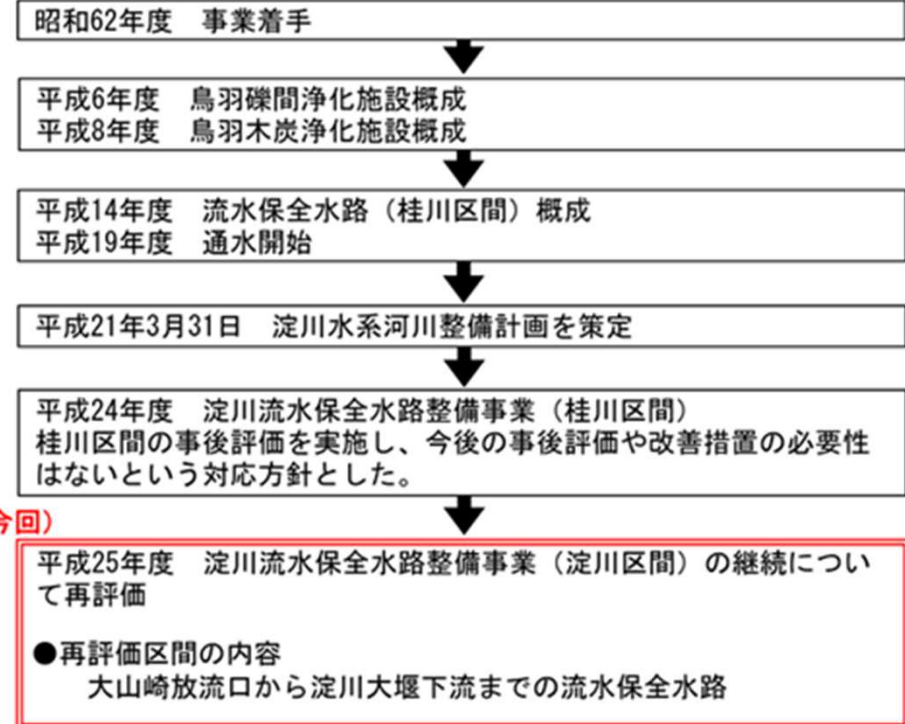 昭和62年度　事業着手
平成6年度　鳥羽礫間浄化施設概成
平成8年度　鳥羽木炭浄化施設概成
平成14年度　流水保全水路（桂川区間）概成
平成19年度　通水開始
平成21年3月31日　淀川水系河川整備計画を策定
平成24年度　淀川流水保全水路整備事業（桂川区間）
桂川区間の事後評価を実施し、今後の事後評価や改善措置の必要性
はないという対応方針とした。
今回）
平成25年度　淀川流水保全水路整備事業（淀川区間）の継続につい
て再評価
●再評価区間の内容
大山崎放流口から淀川大堰下流までの流水保全水路